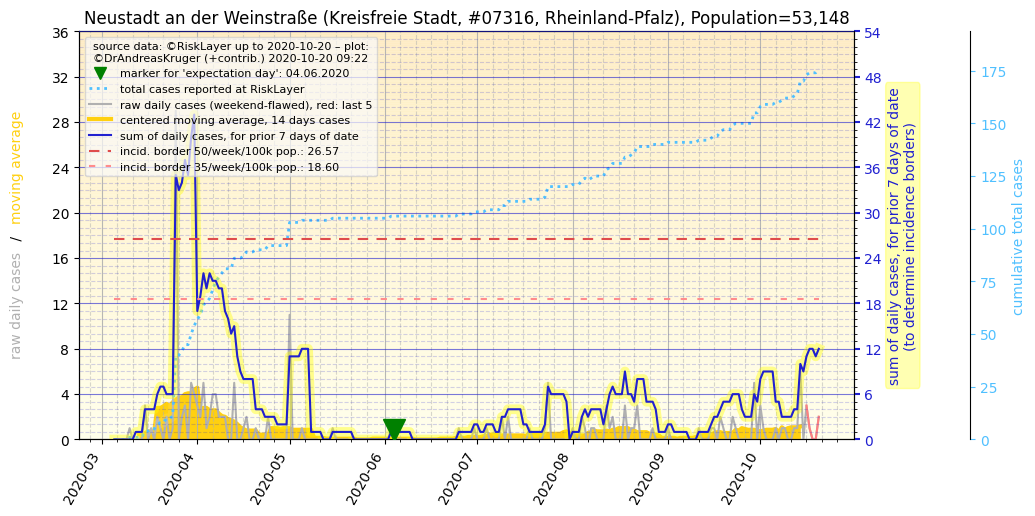 Neustadt an der Weinstraße (Kreisfreie Stadt, #07316, Rheinland-Pfalz), Population=53,148
source data: ©RiskLayer up to 2020-10-20 – plot:
©DrAndreasKruger (+contrib.) 2020-10-20 09:22
marker for 'expectation day': 04.06.2020
total cases reported at RiskLayer
raw daily cases (weekend-flawed), red: last 5
centered moving average, 14 days cases
sum of daily cases, for prior 7 days of date
incid. border 50/week/100k pop.: 26.57
incid. border 35/week/100k pop.: 18.60
raw daily cases / moving average
36
32
28
24
20
16
12
8
4
2
0
54
48
42
36
30
24
18
12
6
0
sum of daily cases, for prior 7 days of date
(to determine incidence borders)
175
150
125
100
75
50
25
0
cumulative total cases
2020-03
2020-04
2020-05
2020-06
2020-07
2020-08
2020-09
2020-10